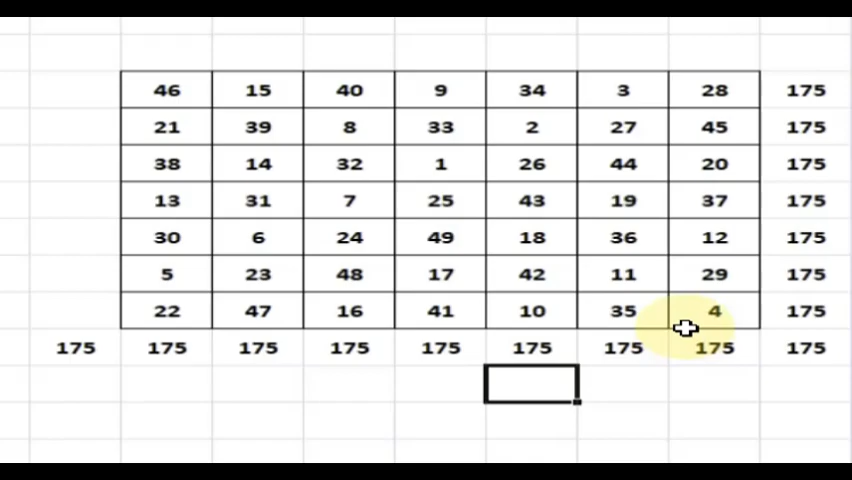 46 15 40 9 34 3 28 175
21 39 8 33 2 27 45 175
38 14 32 1 26 44 20 175
13 31 7 25 43 19 37 175
30 6 24 49 18 36 12 175
5 23 48 17 42 11 29 175
22 47 16 41 10 35 4 175
175 175 175 175 175 175 175 175 175